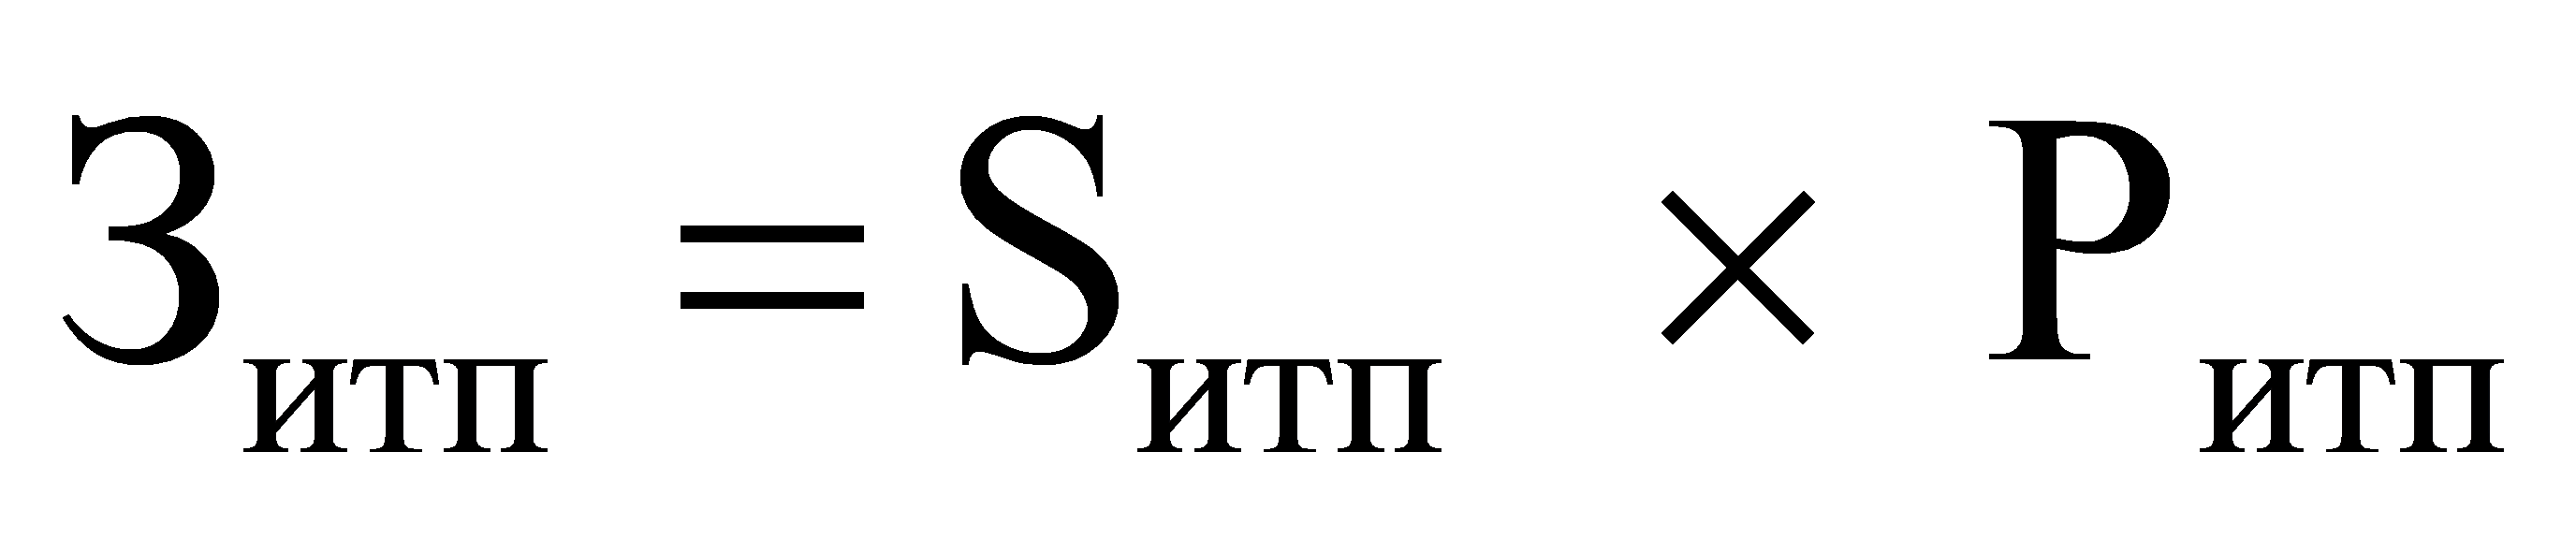 З итп = S итп × P итп